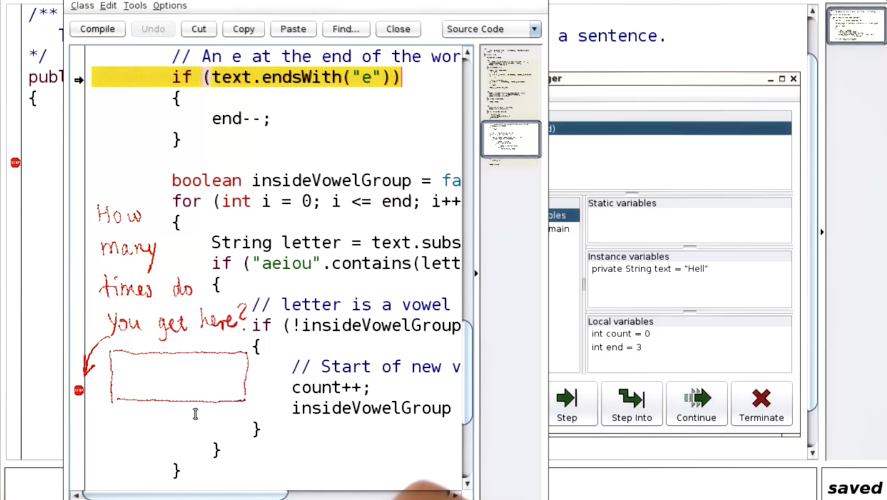 Class Edit Tools Options
Compile Undo Cut Copy Paste Find... Close Source Code
/**
a sentence.
*/
{
// An e at the end of the wor
if (text.endsWith("e"))
{
end--;
}
boolean insideVowelGroup = fa
for (int i = 0; i <= end; i++
{
String letter = text.subs
if ("aeiou".contains(lett
{
// letter is a vowel
if (!insideVowelGroup
{
// Start of new v
count++;
insideVowelGroup
}
}
}
How
many
times do
you get here?
Static variables
Instance variables
private String text = "Hell"
Local variables
int count = 0
int end = 3
Step Step Into Continue Terminate
saved